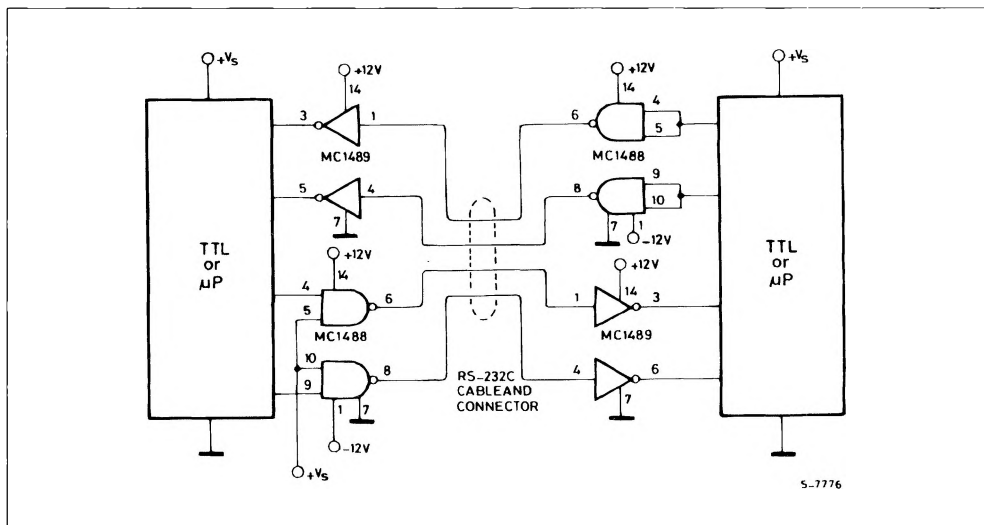 +Vs
+12V
14
3
1
MC1489
5
4
7
TTL
or
µP
+12V
14
4
6
5
MC1488
10
8
9
1
7
-12V
+Vs
RS-232C
CABLEAND
CONNECTOR
+12V
14
6
4
5
MC1488
9
8
10
7
1
-12V
+12V
14
1
3
MC1489
4
6
7
+Vs
TTL
or
µP
S-7776